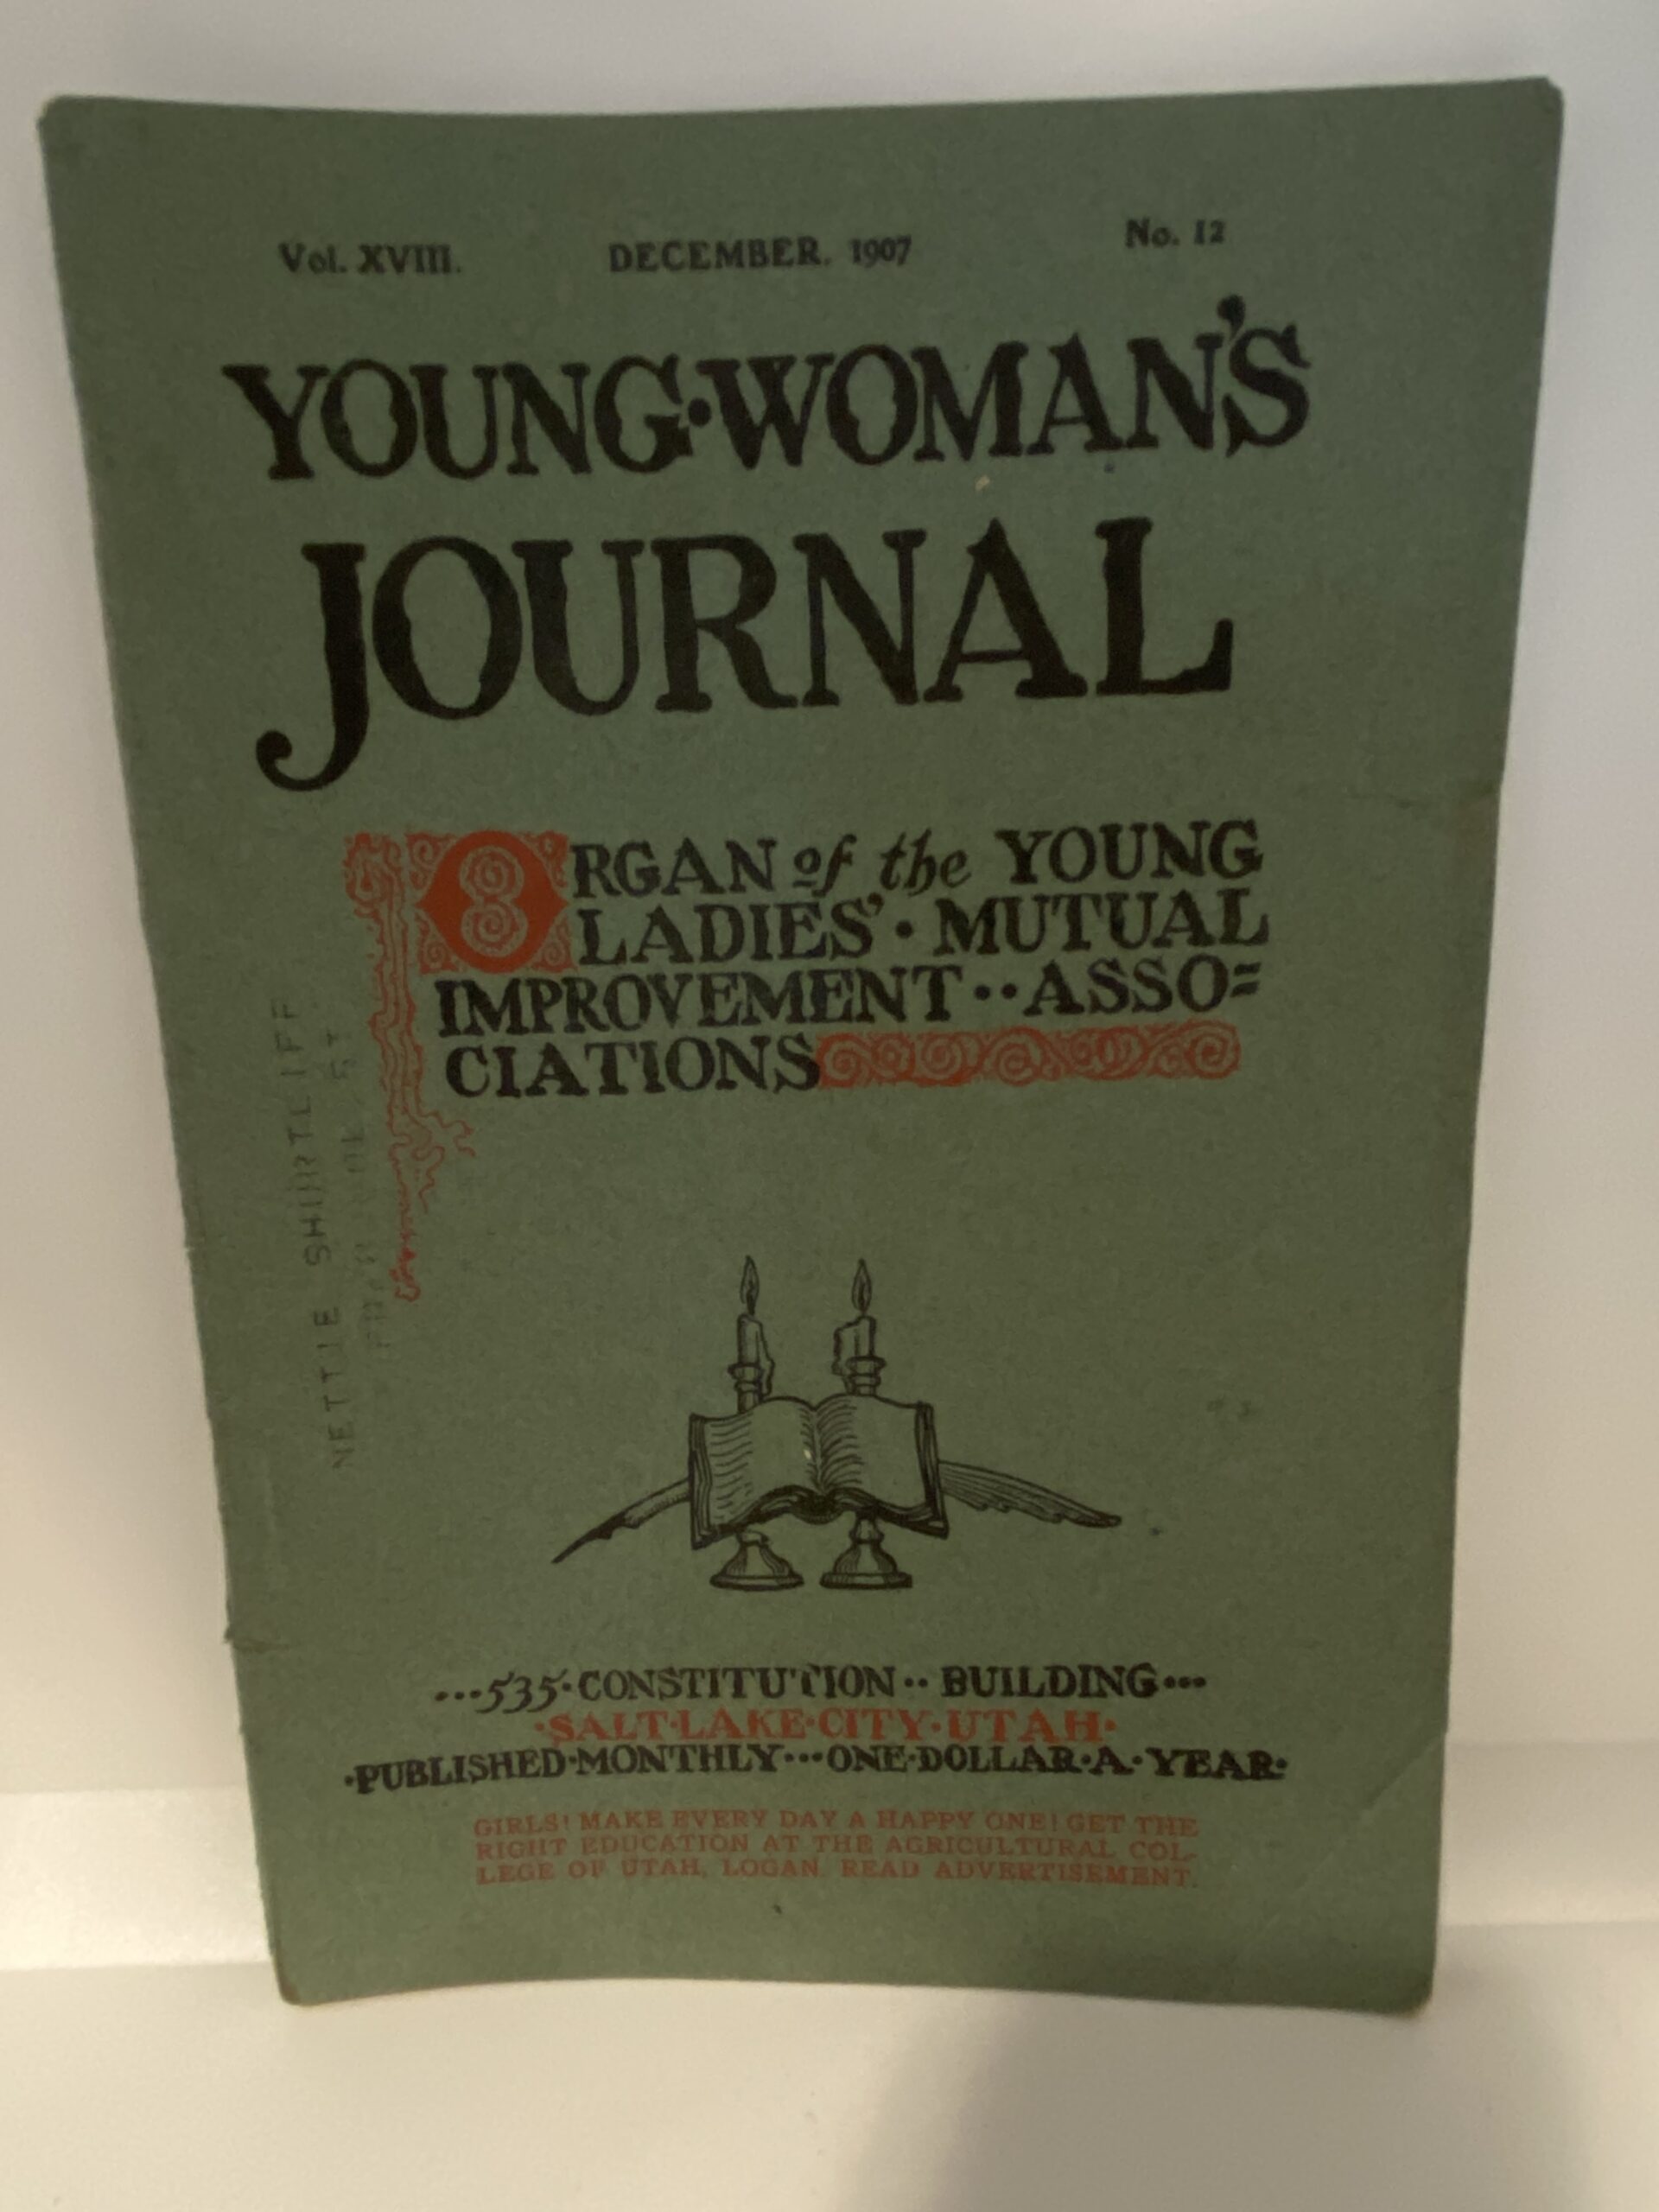 Vol. XVIII. DECEMBER. 1907 No. 12
YOUNG·WOMAN'S
JOURNAL
ORGAN of the YOUNG
LADIES'·MUTUAL
IMPROVEMENT··ASSO=
CIATIONS
NETTIE SHURTLIFF
ST
···535·CONSTITUTION··BUILDING···
·SALT·LAKE·CITY·UTAH·
·PUBLISHED·MONTHLY···ONE·DOLLAR·A·YEAR·
GIRLS! MAKE EVERY DAY A HAPPY ONE! GET THE
RIGHT EDUCATION AT THE AGRICULTURAL COL-
LEGE OF UTAH, LOGAN. READ ADVERTISEMENT.